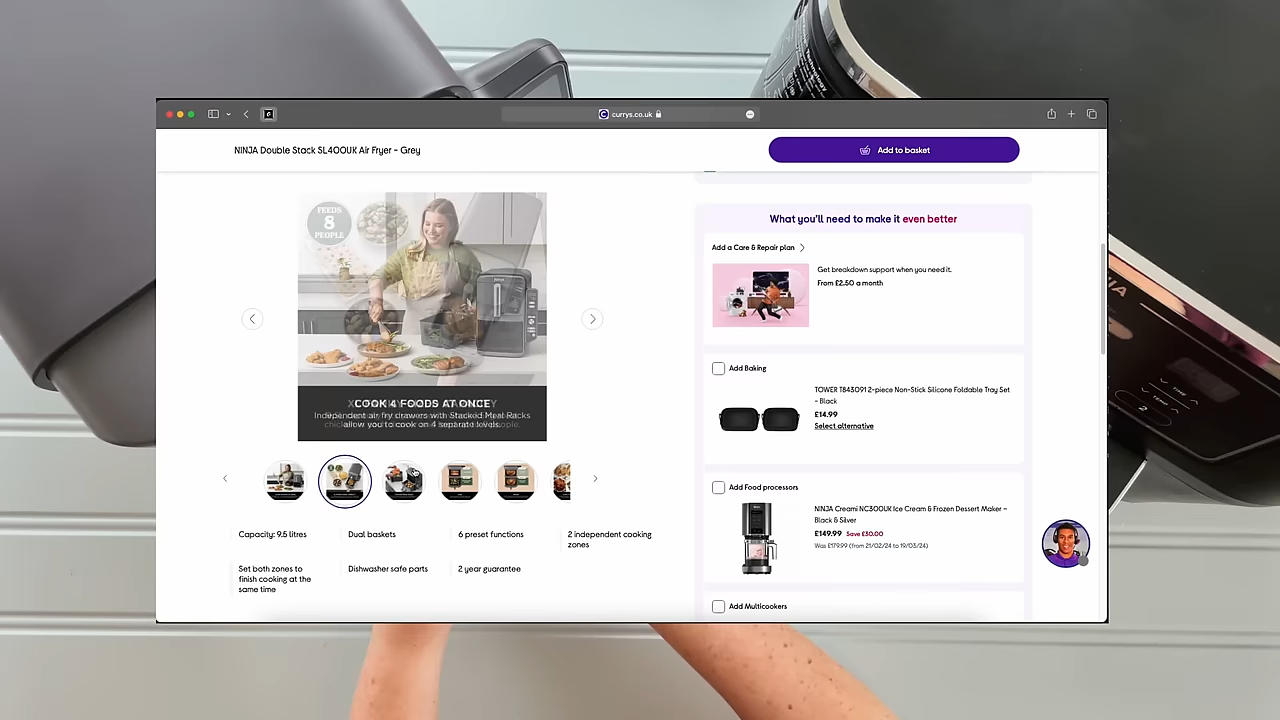 currys.co.uk
NINJA Double Stack SL400UK Air Fryer - Grey
Add to basket
FEEDS
8
PEOPLE
COOK 4 FOODS AT ONCE
Independent air fry drawers with Stacked Meal Racks
allow you to cook on 4 separate levels.
Capacity: 9.5 litres
Dual baskets
6 preset functions
2 independent cooking
zones
Set both zones to
finish cooking at the
same time
Dishwasher safe parts
2 year guarantee
What you'll need to make it even better
Add a Care & Repair plan
Get breakdown support when you need it.
From £2.50 a month
Add Baking
TOWER T843091 2-piece Non-Stick Silicone Foldable Tray Set
- Black
£14.99
Select alternative
Add Food processors
NINJA Creami NC300UK Ice Cream & Frozen Dessert Maker –
Black & Silver
£149.99 Save £30.00
Was £179.99 (from 21/02/24 to 19/03/24)
Add Multicookers
TIME
TEMP
2